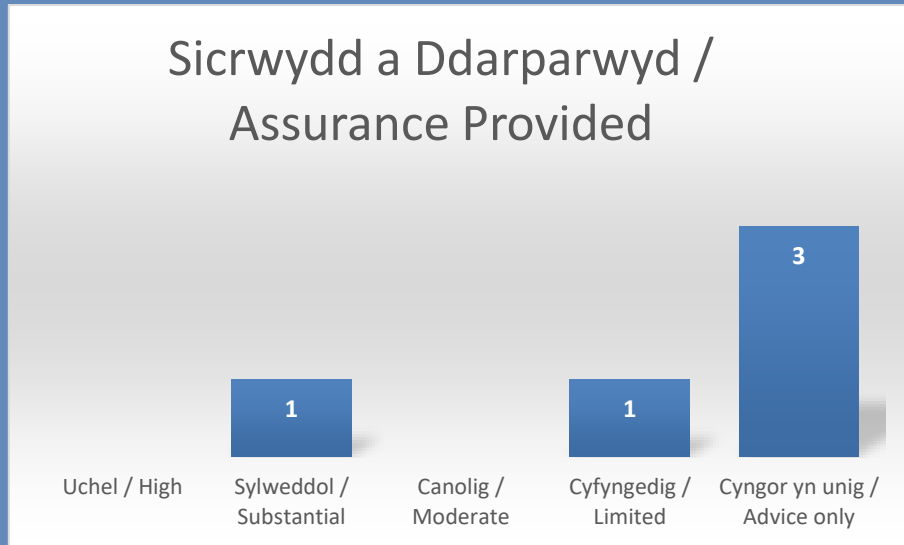 Sicrwydd a Ddarparwyd /
Assurance Provided
1
1
3
Uchel / High
Sylweddol /
Substantial
Canolig /
Moderate
Cyfyngedig /
Limited
Cyngor yn unig /
Advice only